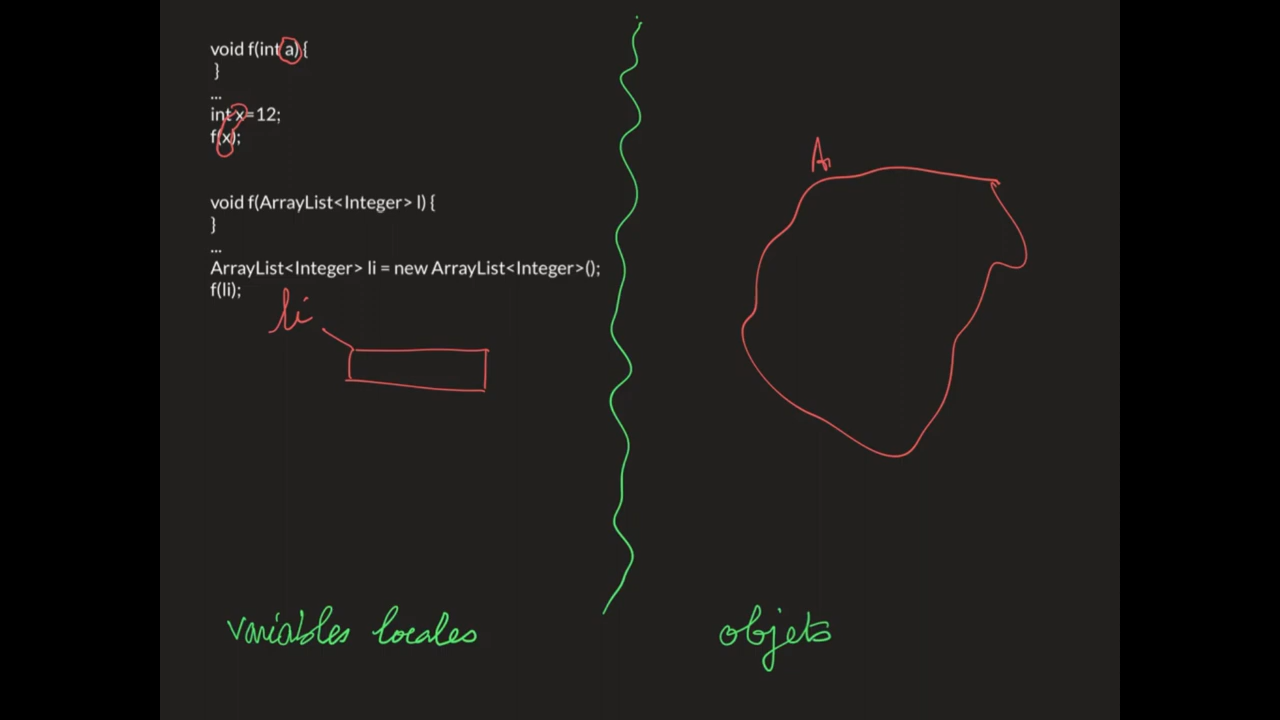 void f(int a) {
}
...
int x=12;
f(x);
void f(ArrayList<Integer> l) {
}
...
ArrayList<Integer> li = new ArrayList<Integer>();
f(li);
li
A
variables locales
objets